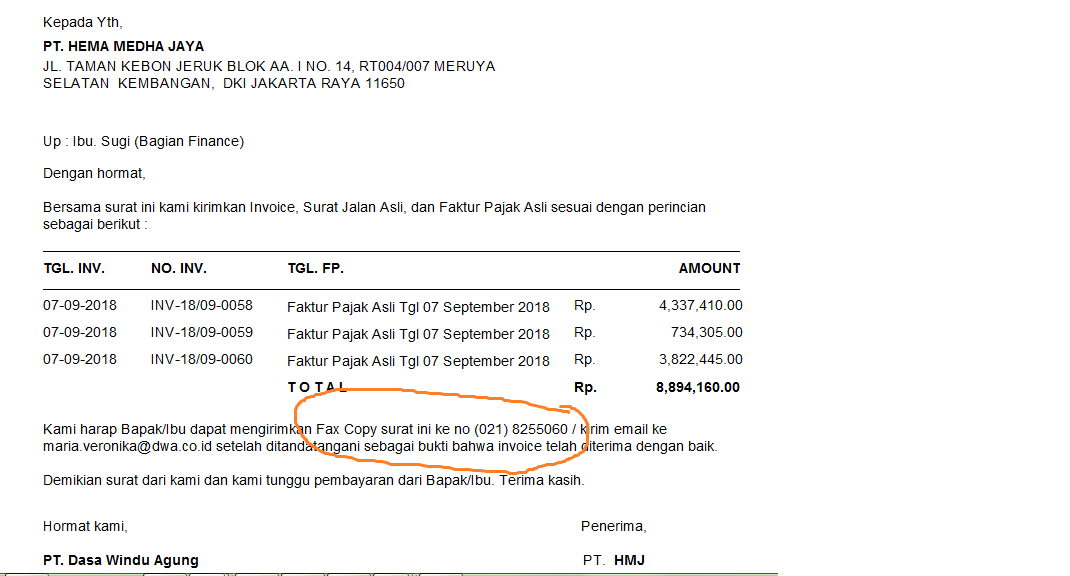 Kepada Yth,
PT. HEMA MEDHA JAYA
JL. TAMAN KEBON JERUK BLOK AA. I NO. 14, RT004/007 MERUYA
SELATAN KEMBANGAN, DKI JAKARTA RAYA 11650
Up : Ibu. Sugi (Bagian Finance)
Dengan hormat,
Bersama surat ini kami kirimkan Invoice, Surat Jalan Asli, dan Faktur Pajak Asli sesuai dengan perincian
sebagai berikut :
TGL. INV. NO. INV. TGL. FP. AMOUNT
07-09-2018 INV-18/09-0058 Faktur Pajak Asli Tgl 07 September 2018 Rp. 4,337,410.00
07-09-2018 INV-18/09-0059 Faktur Pajak Asli Tgl 07 September 2018 Rp. 734,305.00
07-09-2018 INV-18/09-0060 Faktur Pajak Asli Tgl 07 September 2018 Rp. 3,822,445.00
T O T A L Rp. 8,894,160.00
Kami harap Bapak/Ibu dapat mengirimkan Fax Copy surat ini ke no (021) 8255060 / kirim email ke
maria.veronika@dwa.co.id setelah ditandatangani sebagai bukti bahwa invoice telah diterima dengan baik.
Demikian surat dari kami dan kami tunggu pembayaran dari Bapak/Ibu. Terima kasih.
Hormat kami, Penerima,
PT. Dasa Windu Agung PT. HMJ